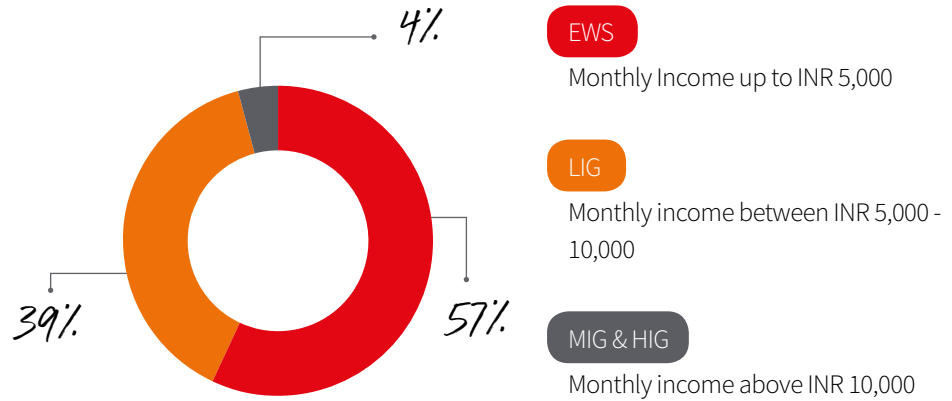 4%
EWS
Monthly Income up to INR 5,000
LIG
Monthly income between INR 5,000 -
10,000
39%
57%
MIG & HIG
Monthly income above INR 10,000